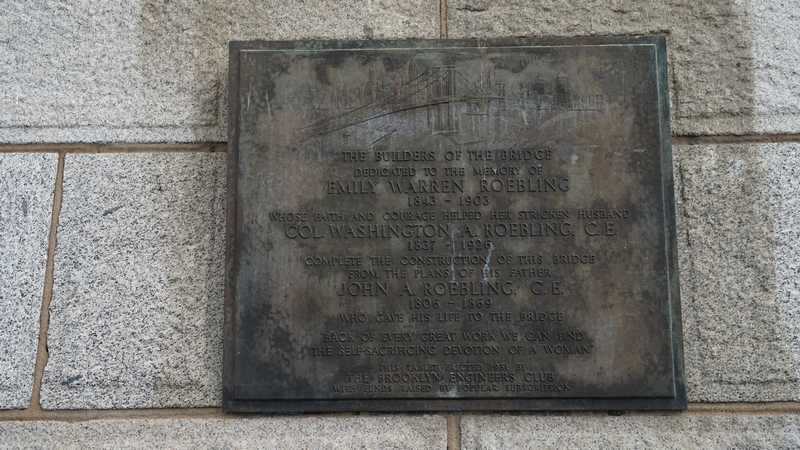 THE BUILDERS OF THE BRIDGE
DEDICATED TO THE MEMORY OF
EMILY WARREN ROEBLING
1843 – 1903
WHOSE FAITH AND COURAGE HELPED HER STRICKEN HUSBAND
COL. WASHINGTON A. ROEBLING, C.E.
1837 – 1926
COMPLETE THE CONSTRUCTION OF THIS BRIDGE
FROM THE PLANS OF HIS FATHER
JOHN A. ROEBLING, C.E.
1806 – 1869
WHO GAVE HIS LIFE TO THE BRIDGE
"BACK OF EVERY GREAT WORK WE CAN FIND
THE SELF-SACRIFICING DEVOTION OF A WOMAN"
THIS TABLET ERECTED 1951 BY
THE BROOKLYN ENGINEERS CLUB
WITH FUNDS RAISED BY POPULAR SUBSCRIPTION